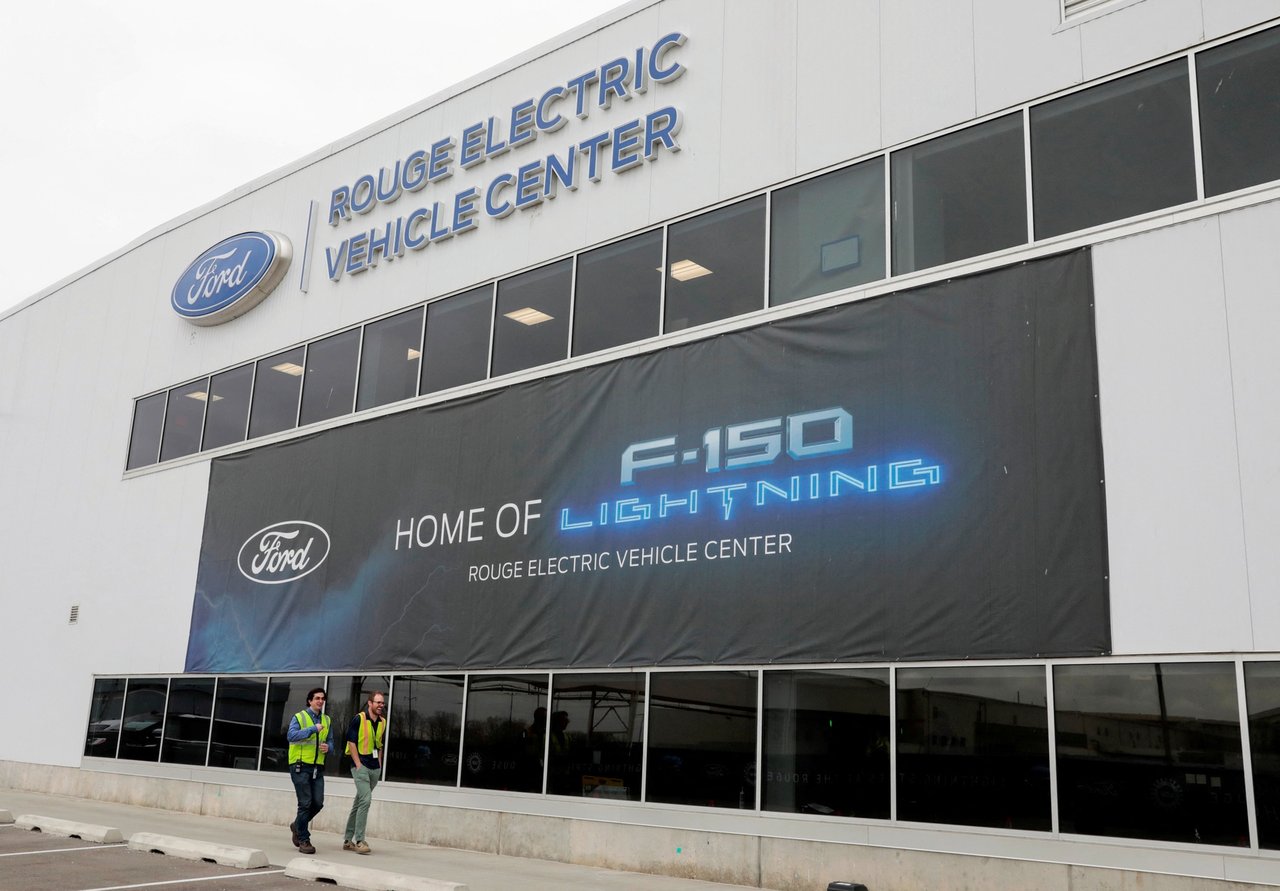 Ford
ROUGE ELECTRIC
VEHICLE CENTER
Ford
HOME OF
F-150
LIGHTNING
ROUGE ELECTRIC VEHICLE CENTER